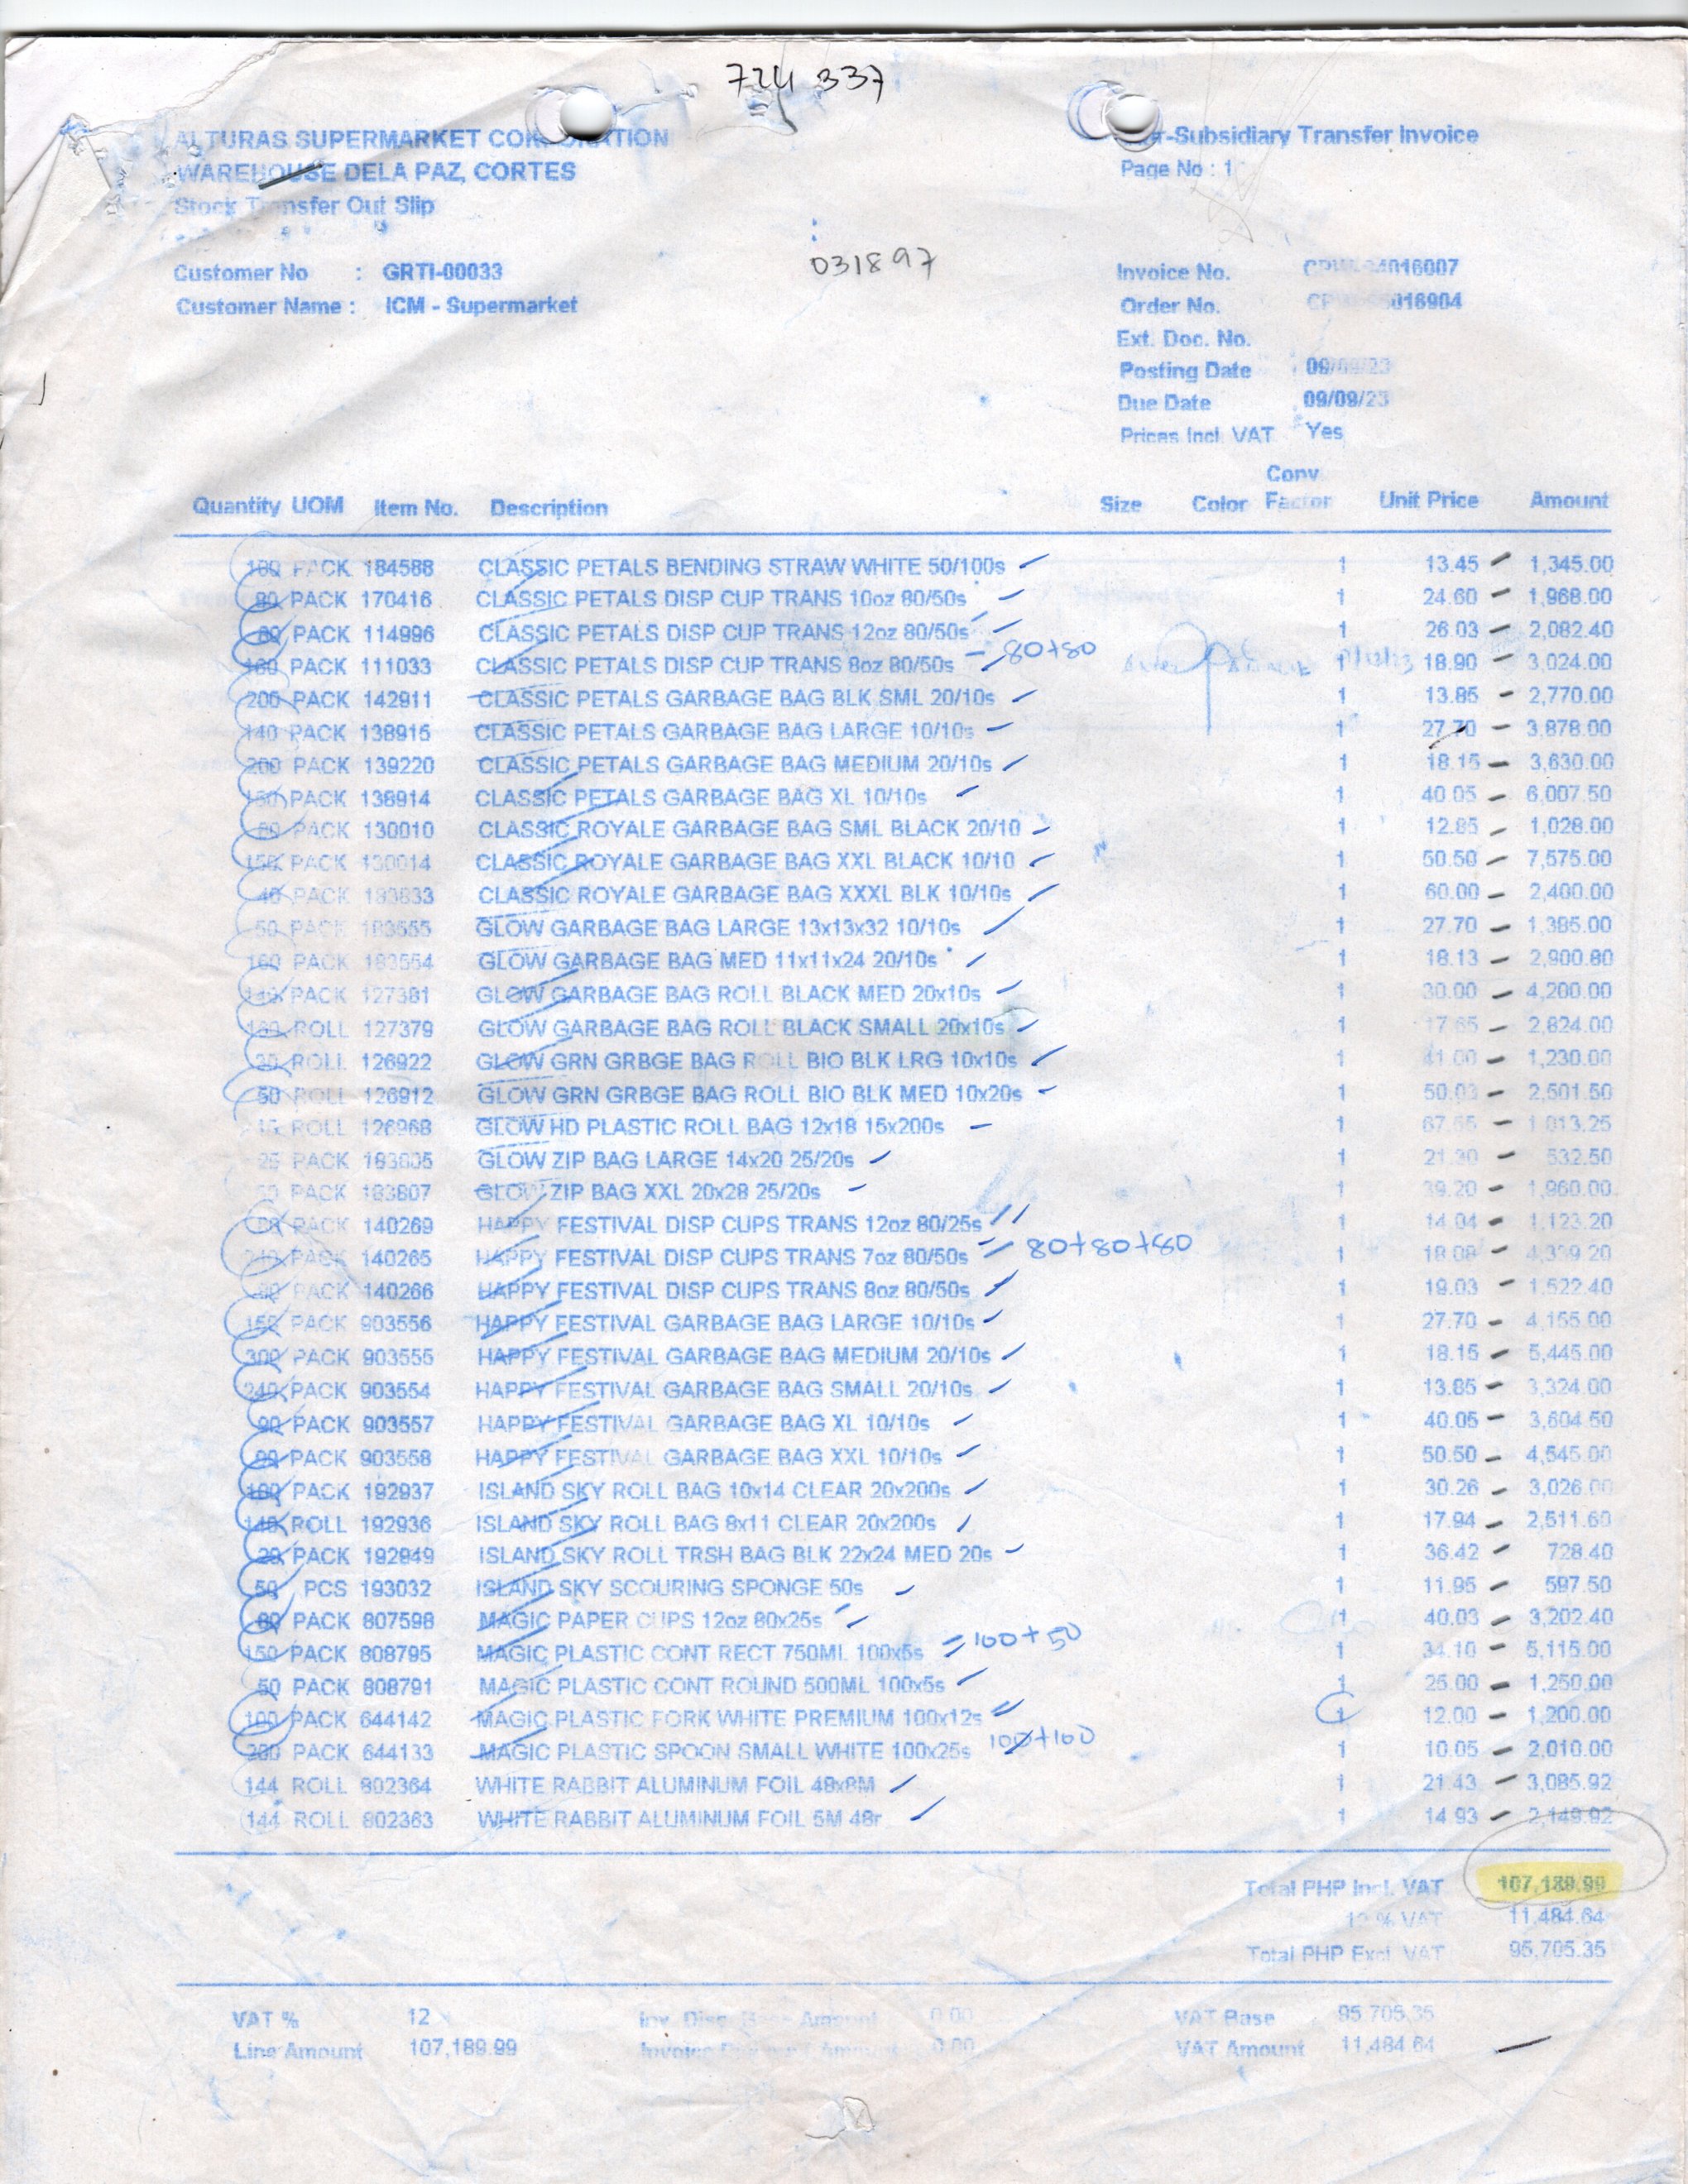 724 337
ALTURAS SUPERMARKET
WAREHOUSE DELA PAZ, CORTES
Stock Transfer Out Slip
-Subsidiary Transfer Invoice
Page No : 1
031897
Customer No : GRTI-00033
Customer Name : ICM - Supermarket
Invoice No.
Order No.
Ext. Doc. No.
Posting Date
Due Date 09/09/23
Prices Incl. VAT Yes
Quantity UOM Item No. Description Size Color Conv Factor Unit Price Amount
100 PACK 184588 CLASSIC PETALS BENDING STRAW WHITE 50/100s 1 13.45 1,345.00
80 PACK 170416 CLASSIC PETALS DISP CUP TRANS 10oz 80/50s 1 24.60 1,968.00
80 PACK 114996 CLASSIC PETALS DISP CUP TRANS 12oz 80/50s 1 26.03 2,082.40
160 PACK 111033 CLASSIC PETALS DISP CUP TRANS 8oz 80/50s 80+80 1 18.90 3,024.00
200 PACK 142911 CLASSIC PETALS GARBAGE BAG BLK SML 20/10s 1 13.85 2,770.00
140 PACK 138915 CLASSIC PETALS GARBAGE BAG LARGE 10/10s 1 27.70 3,878.00
200 PACK 139220 CLASSIC PETALS GARBAGE BAG MEDIUM 20/10s 1 18.15 3,630.00
150 PACK 138914 CLASSIC PETALS GARBAGE BAG XL 10/10s 1 40.05 6,007.50
80 PACK 130010 CLASSIC ROYALE GARBAGE BAG SML BLACK 20/10 1 12.85 1,028.00
150 PACK 130014 CLASSIC ROYALE GARBAGE BAG XXL BLACK 10/10 1 50.50 7,575.00
40 PACK 183833 CLASSIC ROYALE GARBAGE BAG XXXL BLK 10/10s 1 60.00 2,400.00
50 PACK 183555 GLOW GARBAGE BAG LARGE 13x13x32 10/10s 1 27.70 1,385.00
160 PACK 183554 GLOW GARBAGE BAG MED 11x11x24 20/10s 1 18.13 2,900.80
140 PACK 127381 GLOW GARBAGE BAG ROLL BLACK MED 20x10s 1 30.00 4,200.00
160 ROLL 127379 GLOW GARBAGE BAG ROLL BLACK SMALL 20x10s 1 17.65 2,824.00
30 ROLL 126922 GLOW GRN GRBGE BAG ROLL BIO BLK LRG 10x10s 1 41.00 1,230.00
50 ROLL 126912 GLOW GRN GRBGE BAG ROLL BIO BLK MED 10x20s 1 50.03 2,501.50
15 ROLL 126968 GLOW HD PLASTIC ROLL BAG 12x18 15x200s 1 67.55 1,013.25
25 PACK 183805 GLOW ZIP BAG LARGE 14x20 25/20s 1 21.30 532.50
50 PACK 183807 GLOW ZIP BAG XXL 20x28 25/20s 1 39.20 1,960.00
80 PACK 140269 HAPPY FESTIVAL DISP CUPS TRANS 12oz 80/25s 1 14.04 1,123.20
240 PACK 140265 HAPPY FESTIVAL DISP CUPS TRANS 7oz 80/50s 80+80+80 1 18.08 4,339.20
80 PACK 140266 HAPPY FESTIVAL DISP CUPS TRANS 8oz 80/50s 1 19.03 1,522.40
150 PACK 903556 HAPPY FESTIVAL GARBAGE BAG LARGE 10/10s 1 27.70 4,155.00
300 PACK 903555 HAPPY FESTIVAL GARBAGE BAG MEDIUM 20/10s 1 18.15 5,445.00
240 PACK 903554 HAPPY FESTIVAL GARBAGE BAG SMALL 20/10s 1 13.85 3,324.00
90 PACK 903557 HAPPY FESTIVAL GARBAGE BAG XL 10/10s 1 40.05 3,604.50
90 PACK 903558 HAPPY FESTIVAL GARBAGE BAG XXL 10/10s 1 50.50 4,545.00
100 PACK 192937 ISLAND SKY ROLL BAG 10x14 CLEAR 20x200s 1 30.26 3,026.00
140 ROLL 192936 ISLAND SKY ROLL BAG 8x11 CLEAR 20x200s 1 17.94 2,511.60
20 PACK 192949 ISLAND SKY ROLL TRSH BAG BLK 22x24 MED 20s 1 36.42 728.40
50 PCS 193032 ISLAND SKY SCOURING SPONGE 50s 1 11.95 597.50
80 PACK 807598 MAGIC PAPER CUPS 12oz 80x25s 1 40.03 3,202.40
150 PACK 808795 MAGIC PLASTIC CONT RECT 750ML 100x5s 100+50 1 34.10 5,115.00
50 PACK 808791 MAGIC PLASTIC CONT ROUND 500ML 100x5s 1 25.00 1,250.00
100 PACK 644142 MAGIC PLASTIC FORK WHITE PREMIUM 100x12s 1 12.00 1,200.00
200 PACK 644133 MAGIC PLASTIC SPOON SMALL WHITE 100x25s 100+100 1 10.05 2,010.00
144 ROLL 802364 WHITE RABBIT ALUMINUM FOIL 48x8M 1 21.43 3,085.92
144 ROLL 802363 WHITE RABBIT ALUMINUM FOIL 5M 48r 1 14.93 2,149.92
Total PHP Incl. VAT 107,189.99
12 % VAT 11,484.64
Total PHP Excl. VAT 95,705.35
VAT % 12 Inv. Disc. Base Amount 0.00 VAT Base 95,705.35
Line Amount 107,189.99 Invoice Discount Amount 0.00 VAT Amount 11,484.64